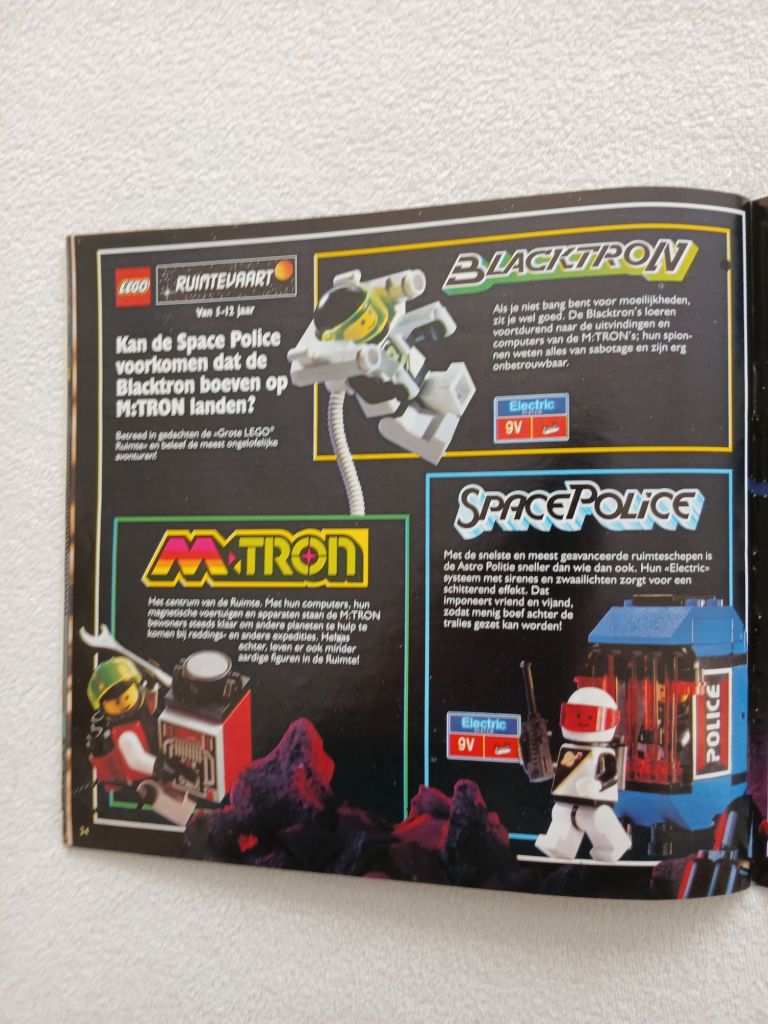 LEGO
RUIMTEVAART
Van 5-12 jaar
Kan de Space Police
voorkomen dat de
Blacktron boeven op
M:TRON landen?
Betreed in gedachten de «Grote LEGO®
Ruimte» en beleef de meest ongelofelijke
avonturen!
BLACKTRON
Als je niet bang bent voor moeilijkheden,
zit je wel goed. De Blacktron's loeren
voortdurend naar de uitvindingen en
computers van de M:TRON's; hun spion-
nen weten alles van sabotage en zijn erg
onbetrouwbaar.
Electric
9V
M:TRON
Het centrum van de Ruimte. Met hun computers, hun
magnetische voertuigen en apparaten staan de M:TRON
bewoners steeds klaar om andere planeten te hulp te
komen bij reddings- en andere expedities. Helaas
echter, leven er ook minder
aardige figuren in de Ruimte!
SPACE POLICE
Met de snelste en meest geavanceerde ruimteschepen is
de Astro Politie sneller dan wie dan ook. Hun «Electric»
systeem met sirenes en zwaailichten zorgt voor een
schitterend effekt. Dat
imponeert vriend en vijand,
zodat menig boef achter de
tralies gezet kan worden!
Electric
9V
POLICE
34